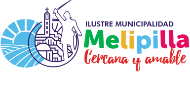 ILUSTRE MUNICIPALIDAD
Melipilla
Cercana y amable